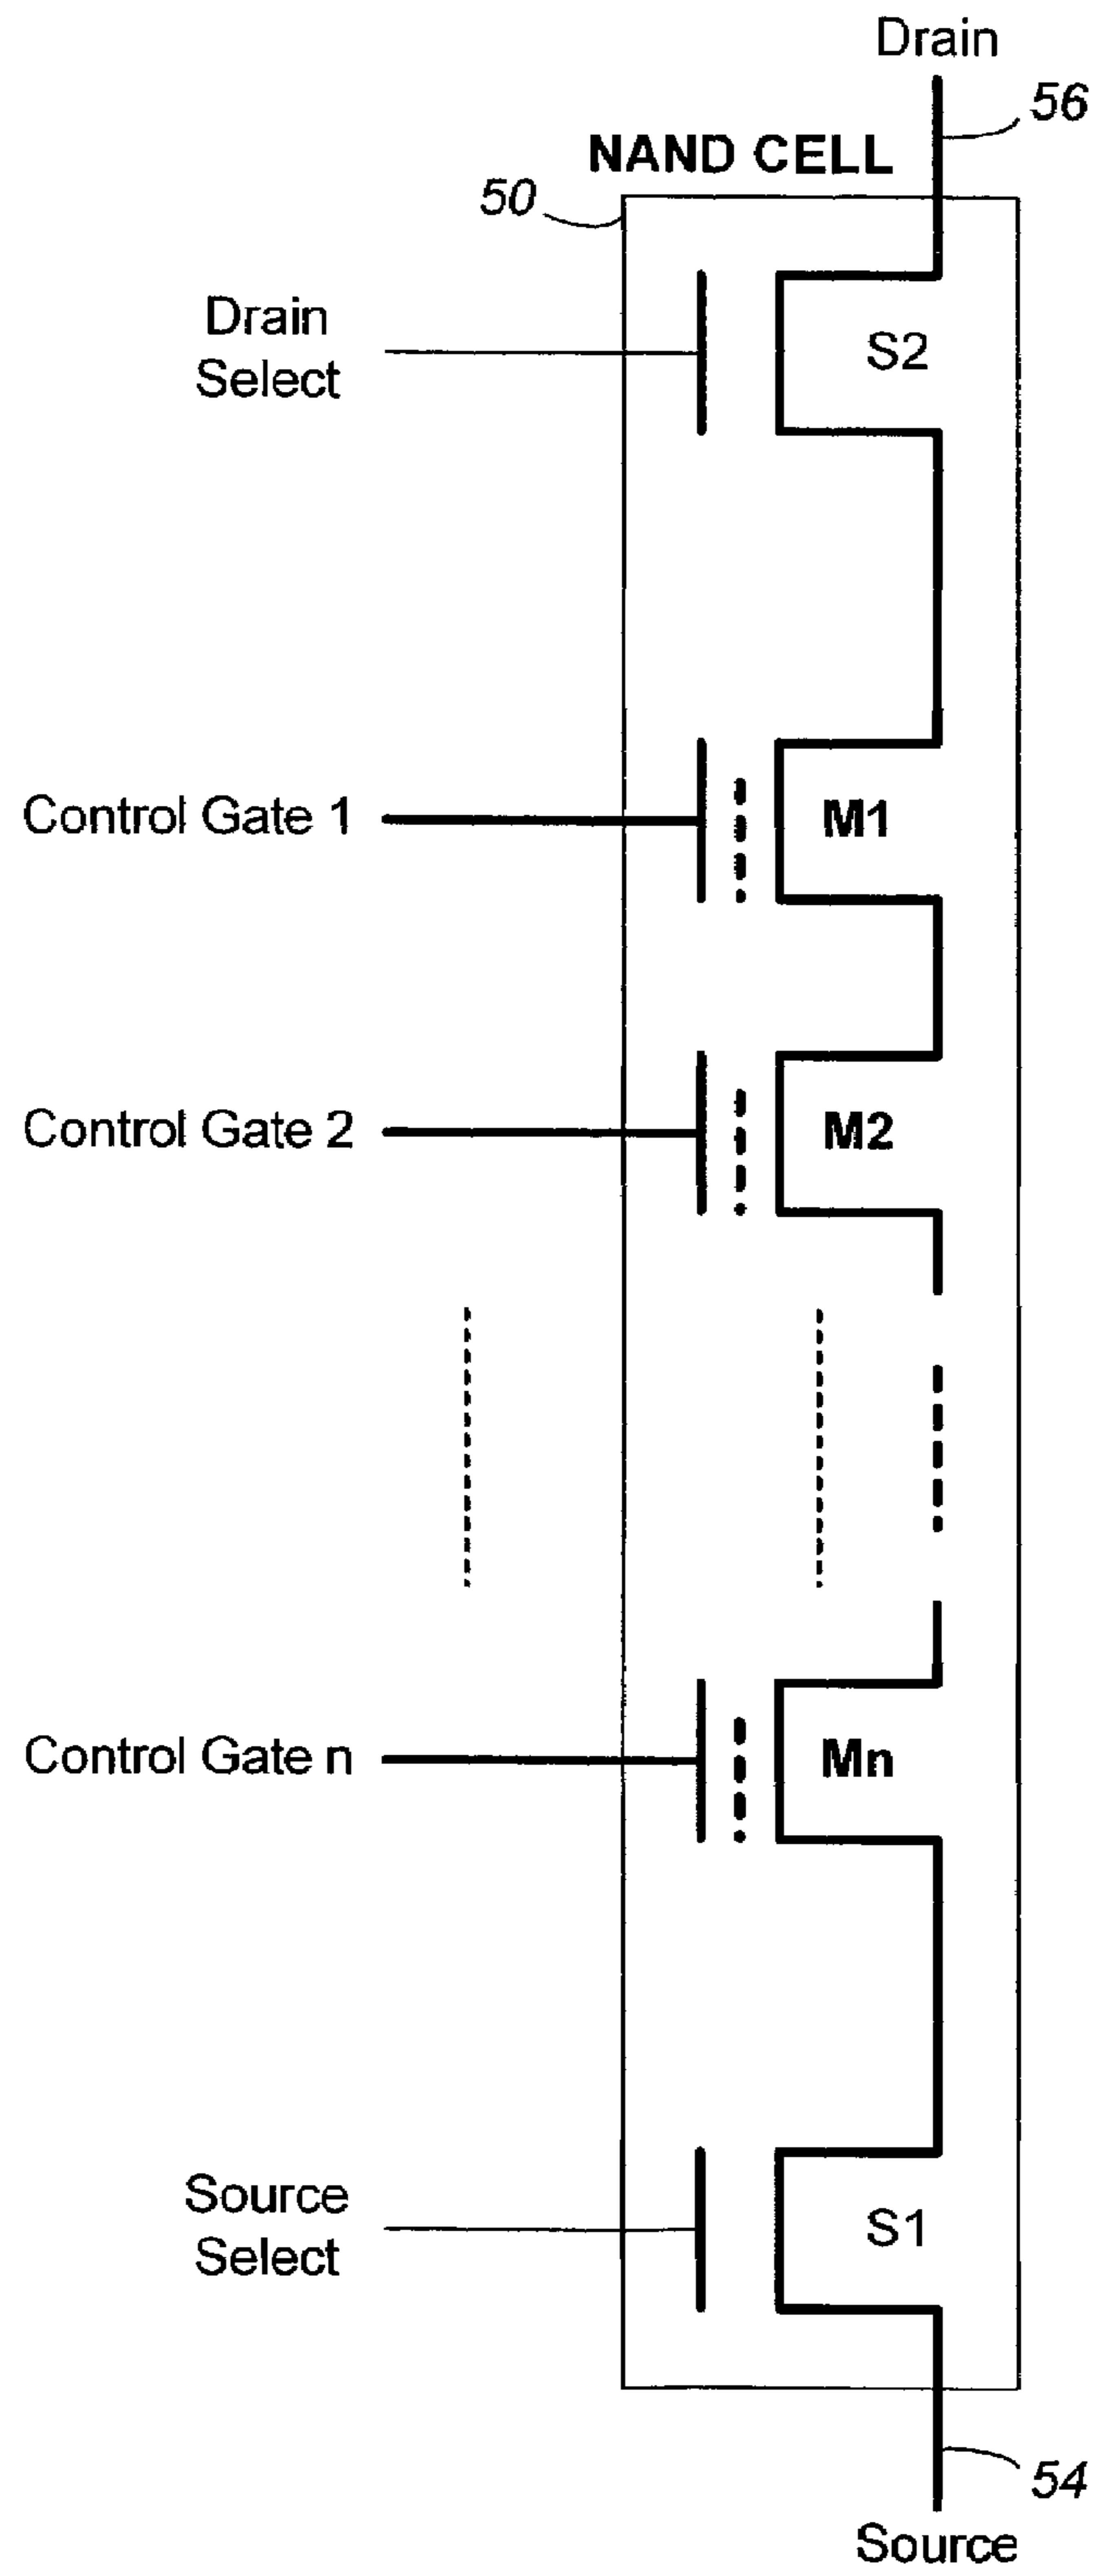 Drain
56
NAND CELL
50
Drain
Select
S2
Control Gate 1
M1
Control Gate 2
M2
Control Gate n
Mn
Source
Select
S1
54
Source